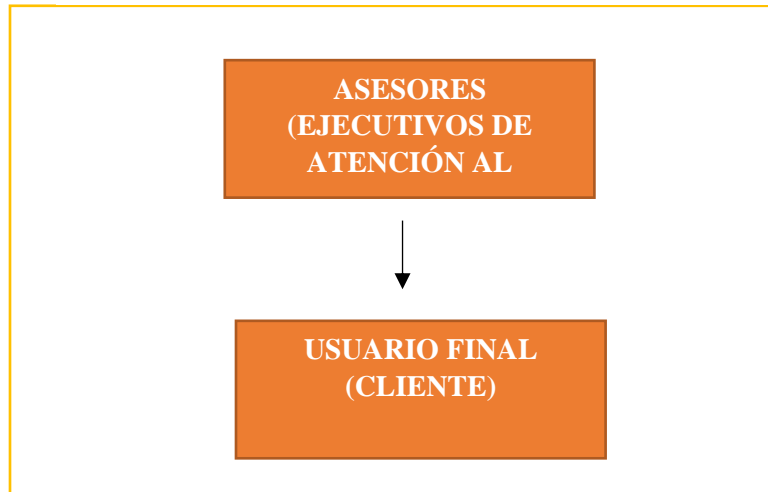 ASESORES
(EJECUTIVOS DE
ATENCIÓN AL
USUARIO FINAL
(CLIENTE)